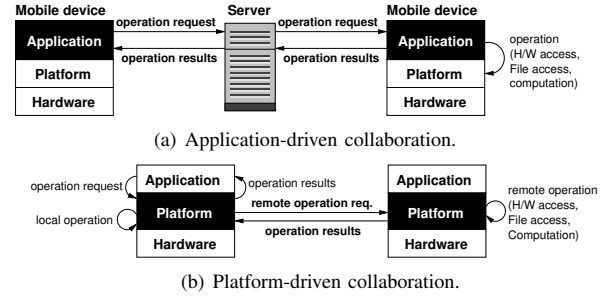 Mobile device
Server
Mobile device
operation request
operation request
Application
Application
operation results
operation results
operation
(H/W access,
File access,
computation)
Platform
Platform
Hardware
Hardware
(a) Application-driven collaboration.
Application
Application
operation request
operation results
remote operation req.
local operation
Platform
Platform
remote operation
(H/W access,
File access,
Computation)
operation results
Hardware
Hardware
(b) Platform-driven collaboration.